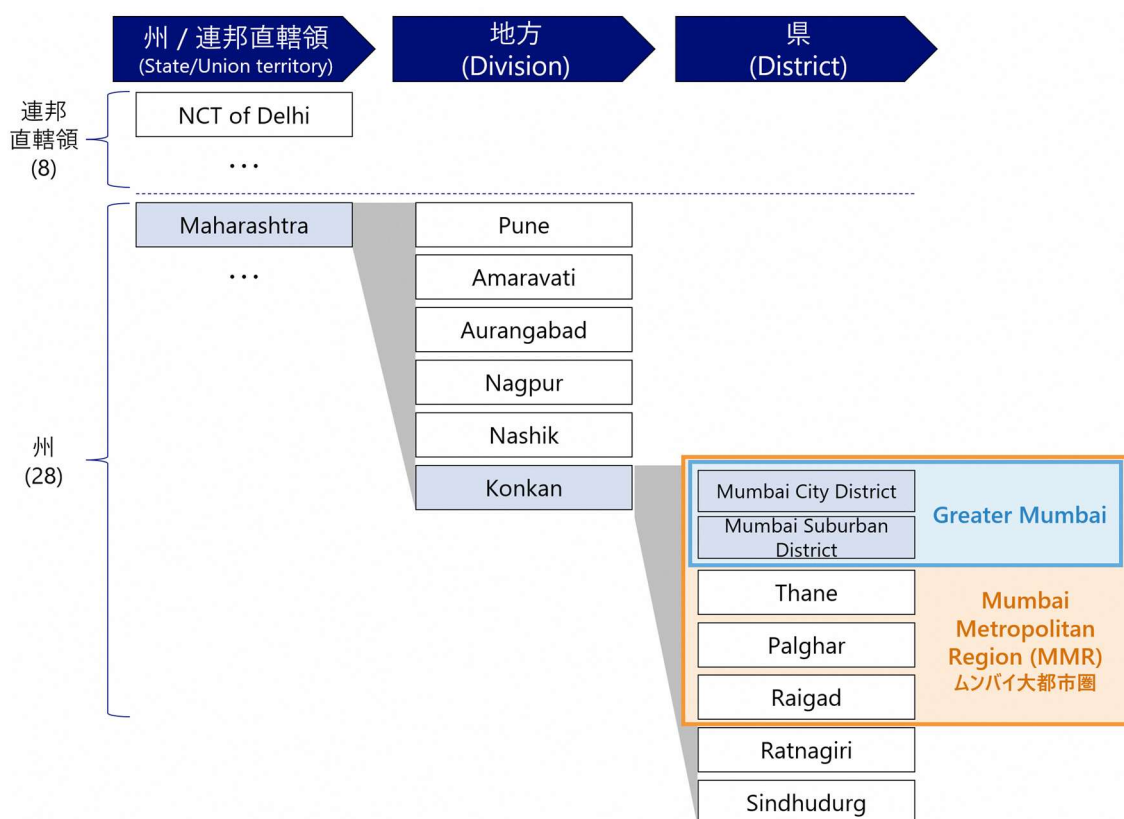 州 / 連邦直轄領
(State/Union territory)
地方
(Division)
県
(District)
連邦
直轄領
(8)
NCT of Delhi
...
州
(28)
Maharashtra
...
Pune
Amaravati
Aurangabad
Nagpur
Nashik
Konkan
Mumbai City District
Mumbai Suburban
District
Greater Mumbai
Thane
Palghar
Raigad
Mumbai
Metropolitan
Region (MMR)
ムンバイ大都市圏
Ratnagiri
Sindhudurg